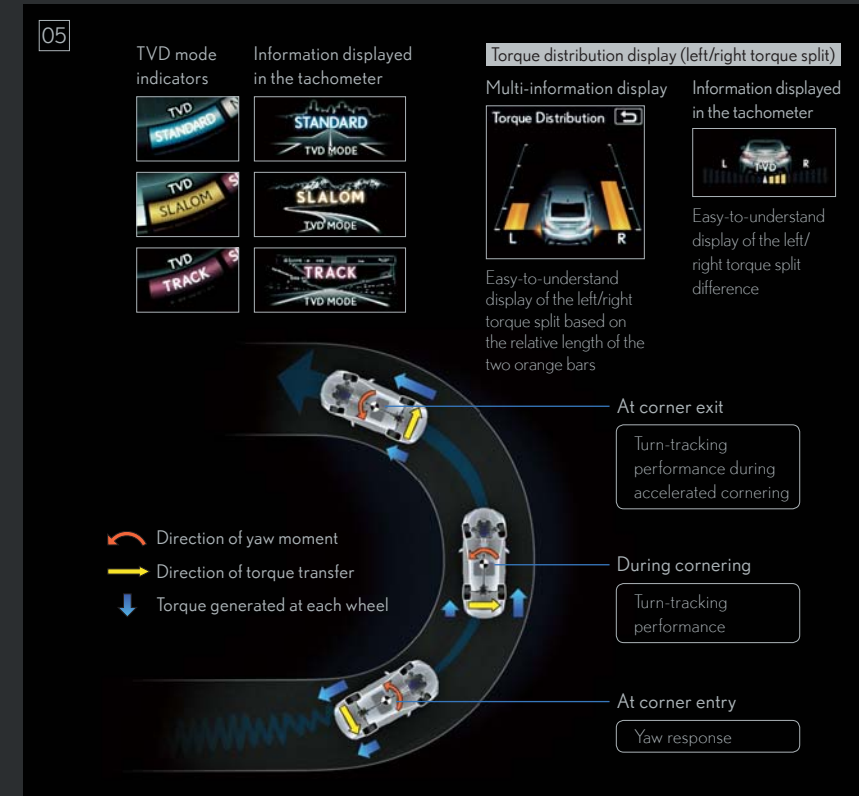 05
TVD mode
indicators
Information displayed
in the tachometer
TVD
STANDARD
STANDARD
TVD MODE
TVD
SLALOM
S
SLALOM
TVD MODE
TVD
TRACK
S
TRACK
TVD MODE
Torque distribution display (left/right torque split)
Multi-information display
Torque Distribution
L
R
Easy-to-understand
display of the left/right
torque split based on
the relative length of the
two orange bars
Information displayed
in the tachometer
L
TVD
R
Easy-to-understand
display of the left/
right torque split
difference
At corner exit
Turn-tracking
performance during
accelerated cornering
Direction of yaw moment
Direction of torque transfer
Torque generated at each wheel
During cornering
Turn-tracking
performance
At corner entry
Yaw response